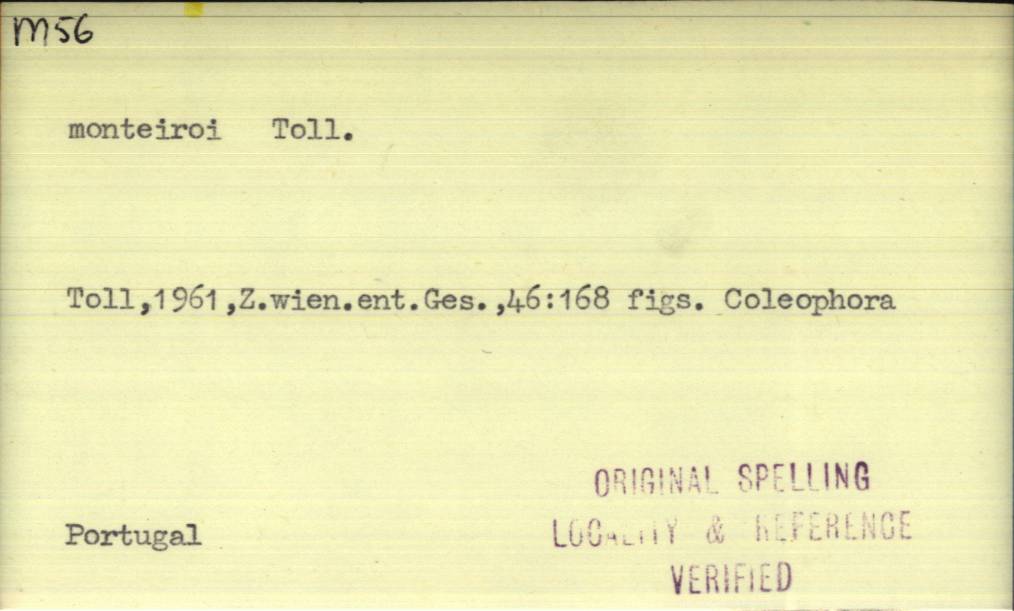 M56
monteiroi Toll.
Toll,1961,Z.wien.ent.Ges.,46:168 figs. Coleophora
ORIGINAL SPELLING
Portugal
LOCALITY & REFERENCE
VERIFIED